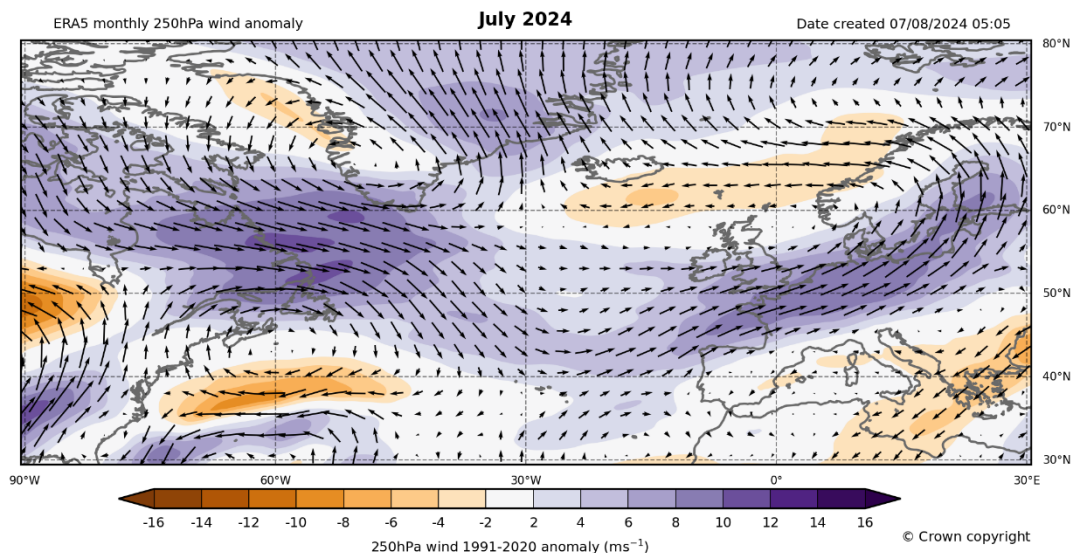 ERA5 monthly 250hPa wind anomaly
July 2024
Date created 07/08/2024 05:05
80°N
70°N
60°N
50°N
40°N
30°N
90°W 60°W 30°W 0° 30°E
-16 -14 -12 -10 -8 -6 -4 -2 2 4 6 8 10 12 14 16
250hPa wind 1991-2020 anomaly (ms⁻¹)
© Crown copyright